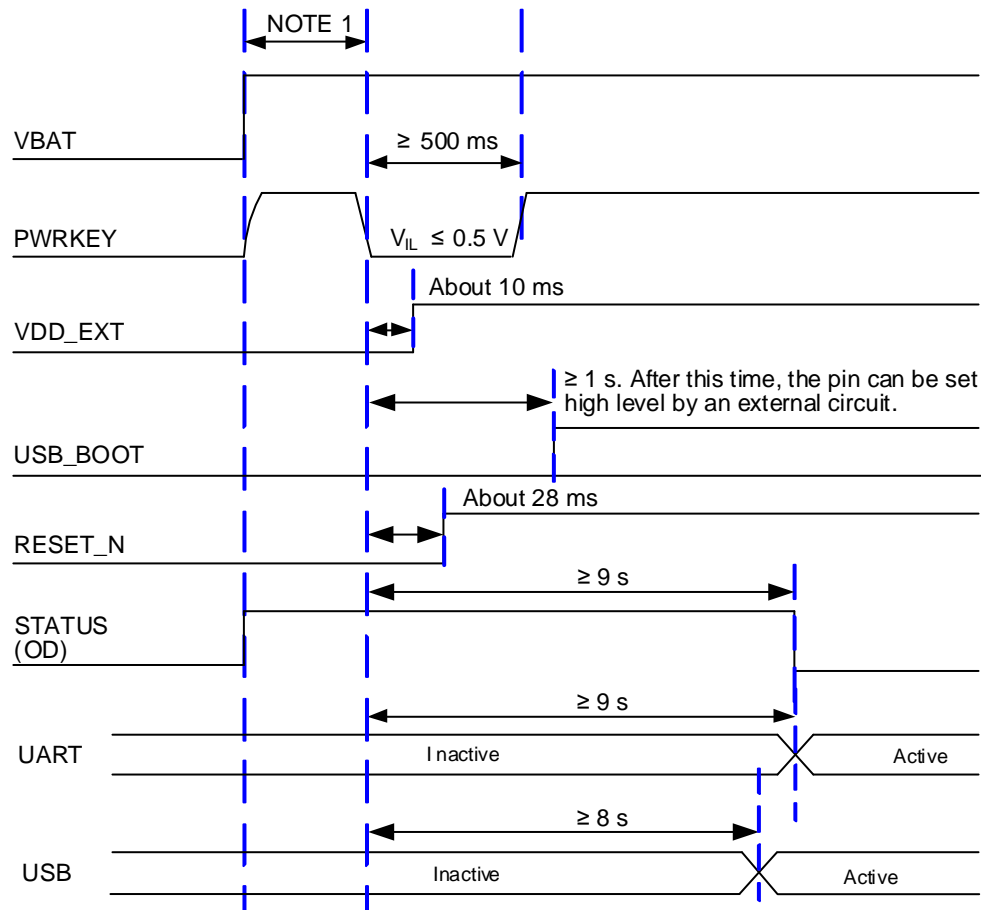 NOTE 1
VBAT
≥ 500 ms
PWRKEY
VIL ≤ 0.5 V
About 10 ms
VDD_EXT
≥ 1 s. After this time, the pin can be set
high level by an external circuit.
USB_BOOT
About 28 ms
RESET_N
≥ 9 s
STATUS
(OD)
≥ 9 s
UART
Inactive
Active
≥ 8 s
USB
Inactive
Active